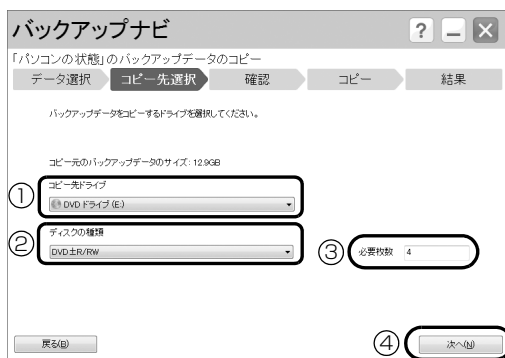 バックアップナビ
? － ×
「パソコンの状態」のバックアップデータのコピー
データ選択 コピー先選択 確認 コピー 結果
バックアップデータをコピーするドライブを選択してください。
コピー元のバックアップデータのサイズ: 12.9GB
① コピー先ドライブ
DVD ドライブ (E:)
② ディスクの種類
DVD±R/RW
③ 必要枚数 4
戻る(B) ④ 次へ(N)